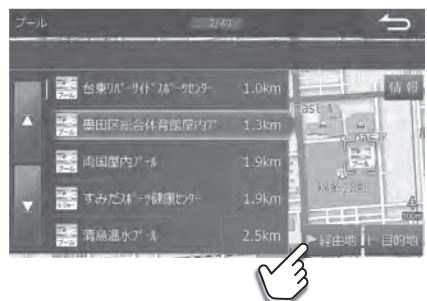 プール 2/49
台東リバーサイドスポーツセンター 1.0km 情報
墨田区総合体育館屋内プ 1.3km
両国屋内プール 1.9km
すみだスポーツ健康センター 1.9km
清島温水プール 2.5km
経由地 目的地
100m